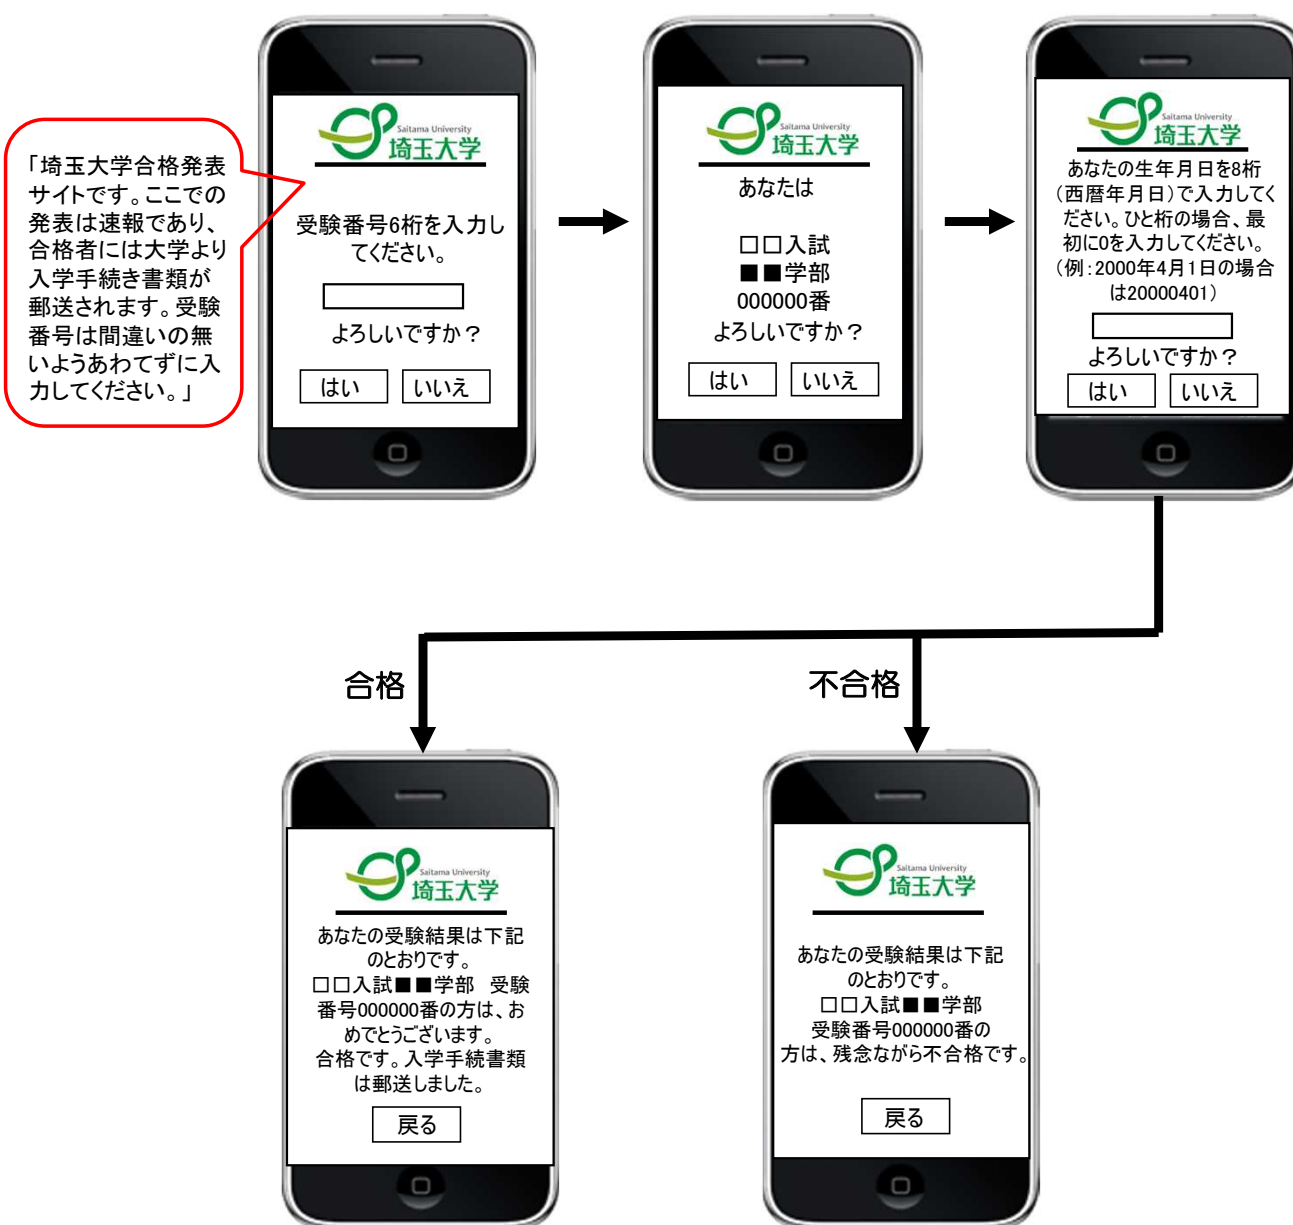 「埼玉大学合格発表
サイトです。ここでの
発表は速報であり、
合格者には大学より
入学手続き書類が
郵送されます。受験
番号は間違いの無
いようあわてずに入
力してください。」
Saitama University
埼玉大学
受験番号6桁を入力し
てください。
よろしいですか？
はい
いいえ
Saitama University
埼玉大学
あなたは
□□入試
■■学部
000000番
よろしいですか？
はい
いいえ
Saitama University
埼玉大学
あなたの生年月日を8桁
（西暦年月日）で入力してく
ださい。ひと桁の場合、最
初に0を入力してください。
（例：2000年4月1日の場合
は20000401）
よろしいですか？
はい
いいえ
合格
不合格
Saitama University
埼玉大学
あなたの受験結果は下記
のとおりです。
□□入試■■学部　受験
番号000000番の方は、お
めでとうございます。
合格です。入学手続書類
は郵送しました。
戻る
Saitama University
埼玉大学
あなたの受験結果は下記
のとおりです。
□□入試■■学部
受験番号000000番の
方は、残念ながら不合格です。
戻る